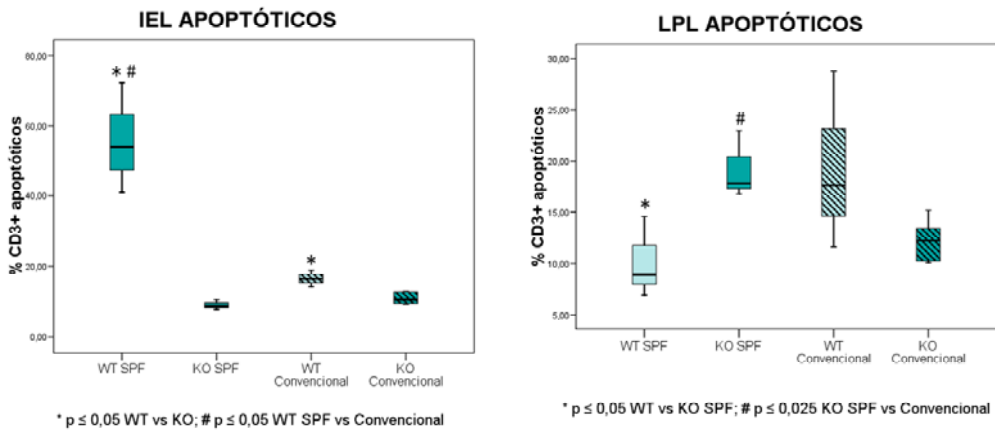 IEL APOPTÓTICOS
% CD3+ apoptóticos
80,00
60,00
40,00
20,00
0,00
* #
*
WT SPF
KO SPF
WT
Convencional
KO
Convencional
* p ≤ 0,05 WT vs KO; # p ≤ 0,05 WT SPF vs Convencional
LPL APOPTÓTICOS
% CD3+ apoptóticos
30,00
25,00
20,00
15,00
10,00
5,00
*
#
WT SPF
KO SPF
WT
Convencional
KO
Convencional
* p ≤ 0,05 WT vs KO SPF; # p ≤ 0,025 KO SPF vs Convencional